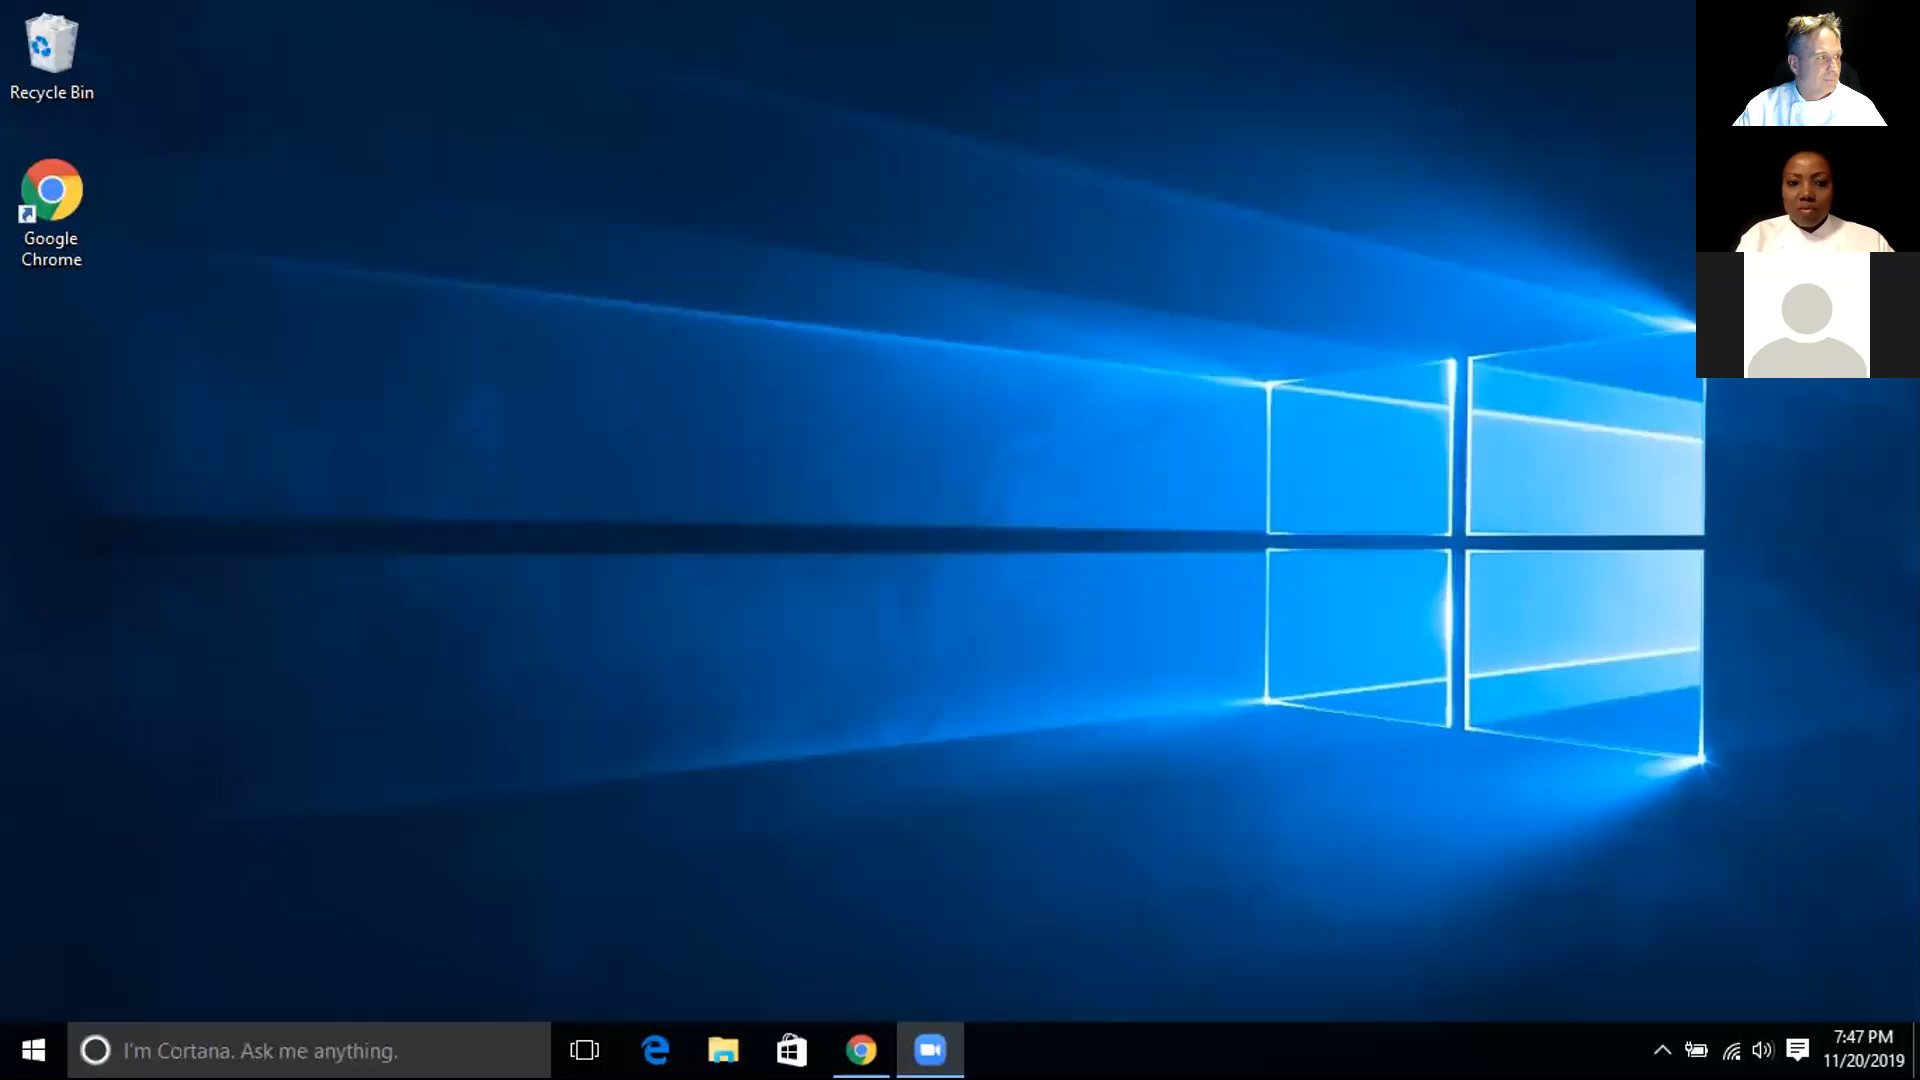 Recycle Bin
Google
Chrome
I'm Cortana. Ask me anything.
7:47 PM
11/20/2019